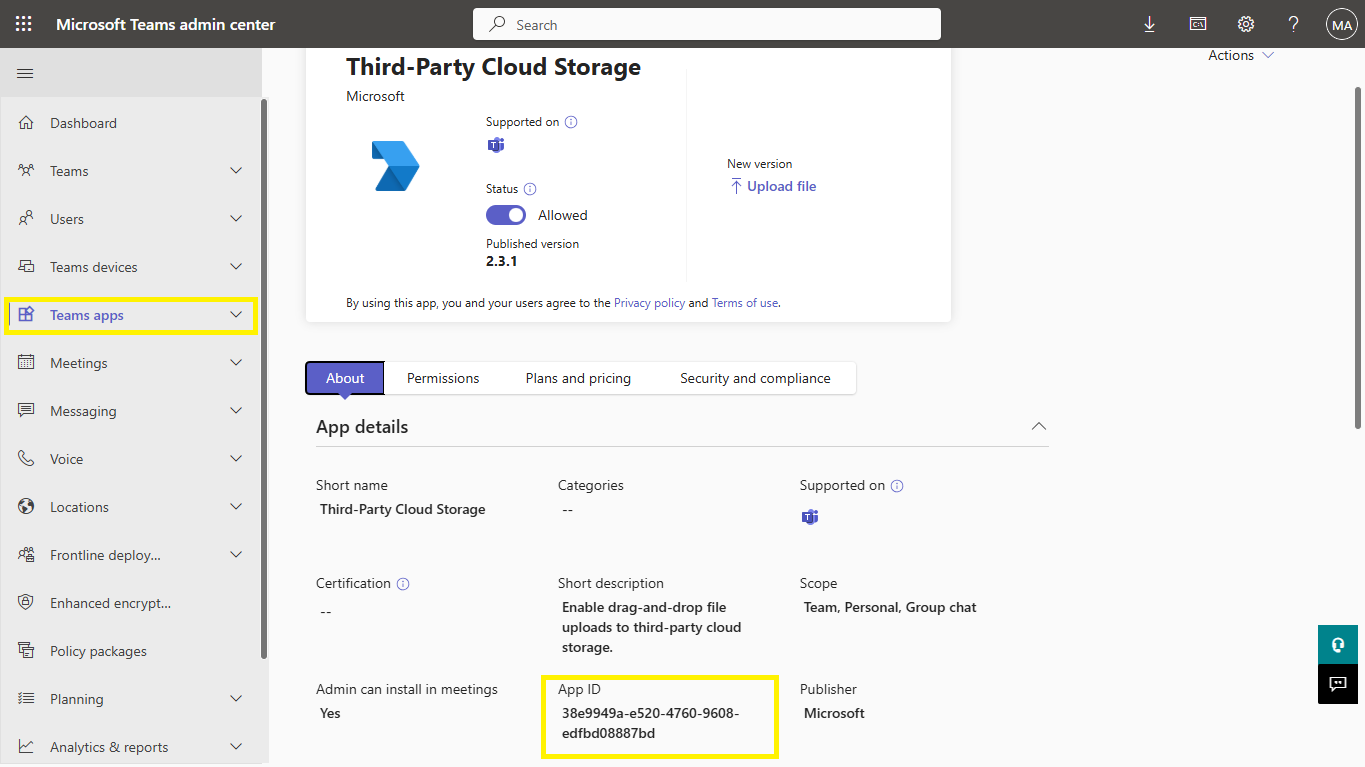 Microsoft Teams admin center
Search
MA
Dashboard
Teams
Users
Teams devices
Teams apps
Meetings
Messaging
Voice
Locations
Frontline deploy...
Enhanced encrypt...
Policy packages
Planning
Analytics & reports
Actions
Third-Party Cloud Storage
Microsoft
Supported on
Status
Allowed
Published version
2.3.1
New version
Upload file
By using this app, you and your users agree to the Privacy policy and Terms of use.
About Permissions Plans and pricing Security and compliance
App details
Short name
Third-Party Cloud Storage
Categories
--
Supported on
Certification
--
Short description
Enable drag-and-drop file
uploads to third-party cloud
storage.
Scope
Team, Personal, Group chat
Admin can install in meetings
Yes
App ID
38e9949a-e520-4760-9608-
edfbd08887bd
Publisher
Microsoft